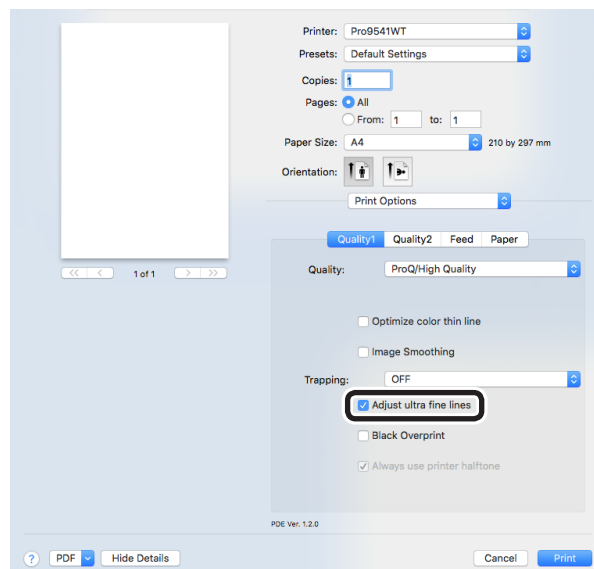 Printer: Pro9541WT
Presets: Default Settings
Copies: 1
Pages: All
From: 1 to: 1
Paper Size: A4 210 by 297 mm
Orientation:
Print Options
Quality1 Quality2 Feed Paper
<< < 1 of 1 > >>
Quality: ProQ/High Quality
Optimize color thin line
Image Smoothing
Trapping: OFF
Adjust ultra fine lines
Black Overprint
Always use printer halftone
PDE Ver. 1.2.0
? PDF Hide Details Cancel Print